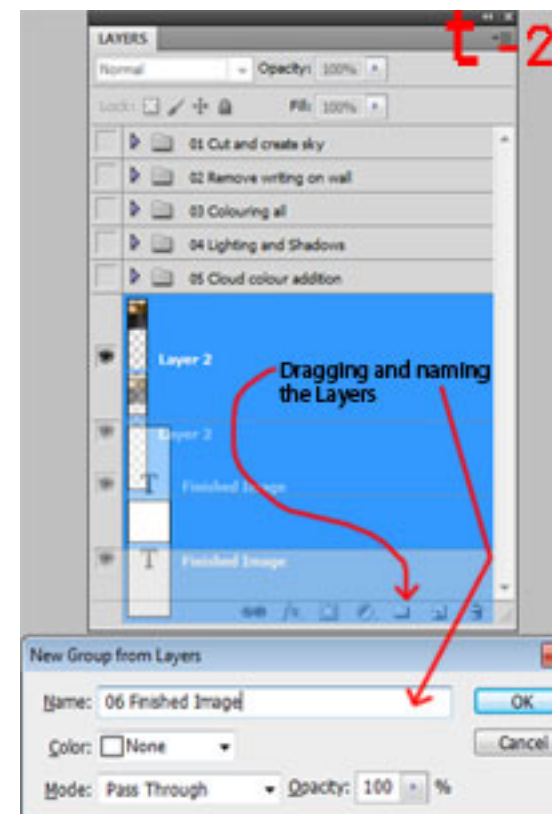 t-2
LAYERS
Normal Opacity: 100%
Lock: Fill: 100%
01 Cut and create sky
02 Remove writing on wall
03 Colouring all
04 Lighting and Shadows
05 Cloud colour addition
Layer 2
Dragging and naming
the Layers
Layer 2
T Finished Image
T Finished Image
fx
New Group from Layers
Name: 06 Finished Image
OK
Color: None
Cancel
Mode: Pass Through Opacity: 100 %